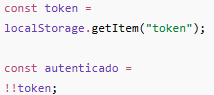 const token =
localStorage.getItem("token");
const autenticado =
!!token;